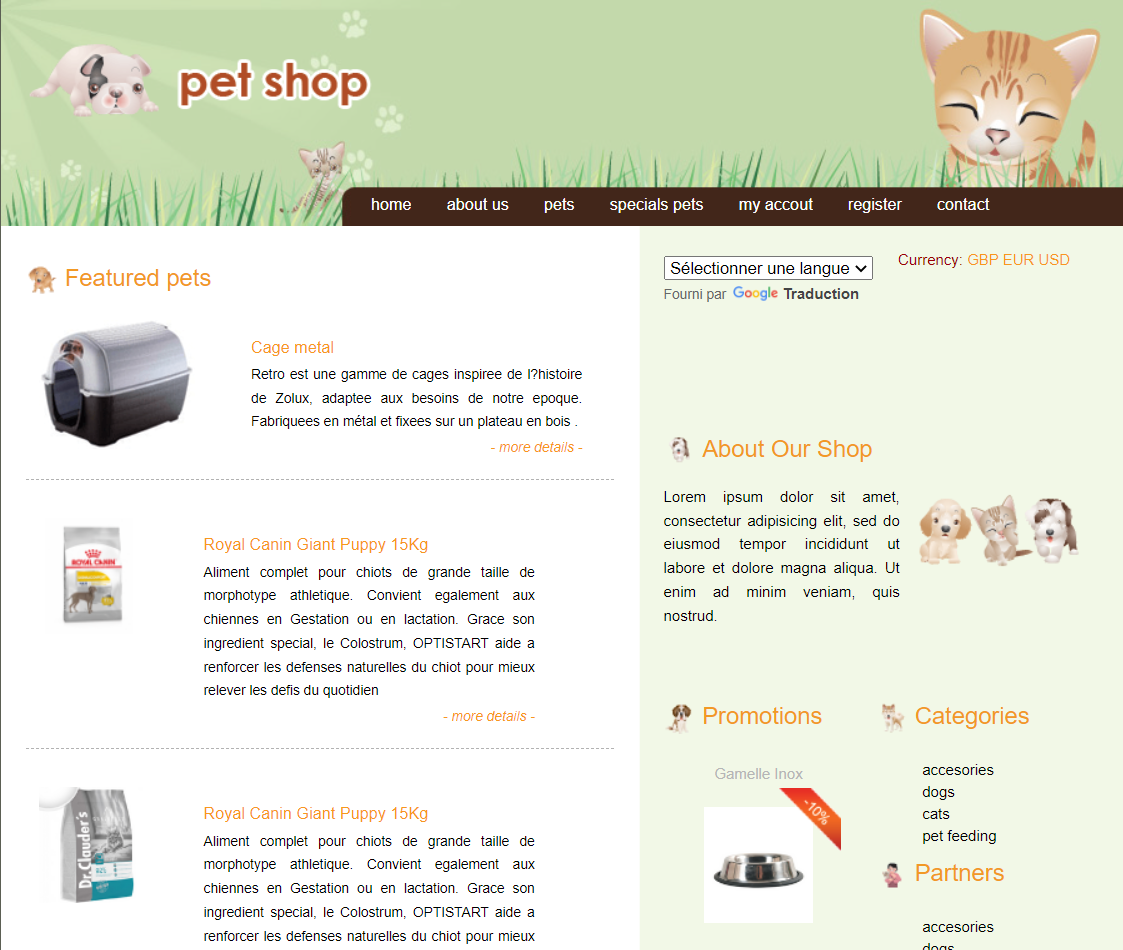 pet shop
home about us pets specials pets my accout register contact
Featured pets
Cage metal
Retro est une gamme de cages inspiree de l?histoire
de Zolux, adaptee aux besoins de notre epoque.
Fabriquees en métal et fixees sur un plateau en bois .
- more details -
ROYAL CANIN
Royal Canin Giant Puppy 15Kg
Aliment complet pour chiots de grande taille de
morphotype athletique. Convient egalement aux
chiennes en Gestation ou en lactation. Grace son
ingredient special, le Colostrum, OPTISTART aide a
renforcer les defenses naturelles du chiot pour mieux
relever les defis du quotidien
- more details -
Dr.Clauder's
Royal Canin Giant Puppy 15Kg
Aliment complet pour chiots de grande taille de
morphotype athletique. Convient egalement aux
chiennes en Gestation ou en lactation. Grace son
ingredient special, le Colostrum, OPTISTART aide a
renforcer les defenses naturelles du chiot pour mieux
Sélectionner une langue
Fourni par Google Traduction
Currency: GBP EUR USD
About Our Shop
Lorem ipsum dolor sit amet,
consectetur adipisicing elit, sed do
eiusmod tempor incididunt ut
labore et dolore magna aliqua. Ut
enim ad minim veniam, quis
nostrud.
Promotions
Gamelle Inox
-10%
Categories
accesories
dogs
cats
pet feeding
Partners
accesories
dogs